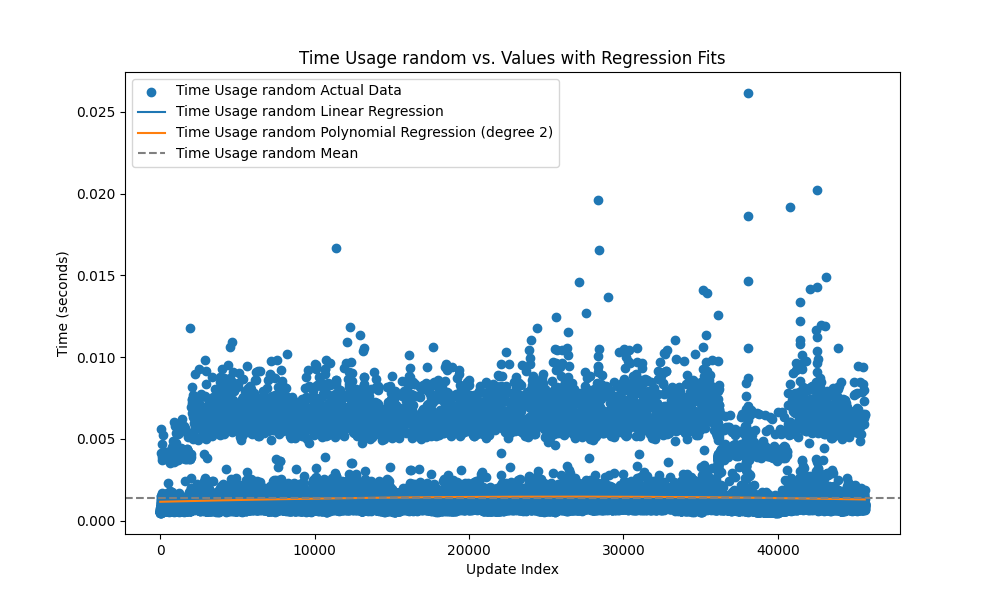 Time Usage random vs. Values with Regression Fits
Time Usage random Actual Data
Time Usage random Linear Regression
Time Usage random Polynomial Regression (degree 2)
Time Usage random Mean
0.025
0.020
0.015
0.010
0.005
0.000
Time (seconds)
0 10000 20000 30000 40000
Update Index